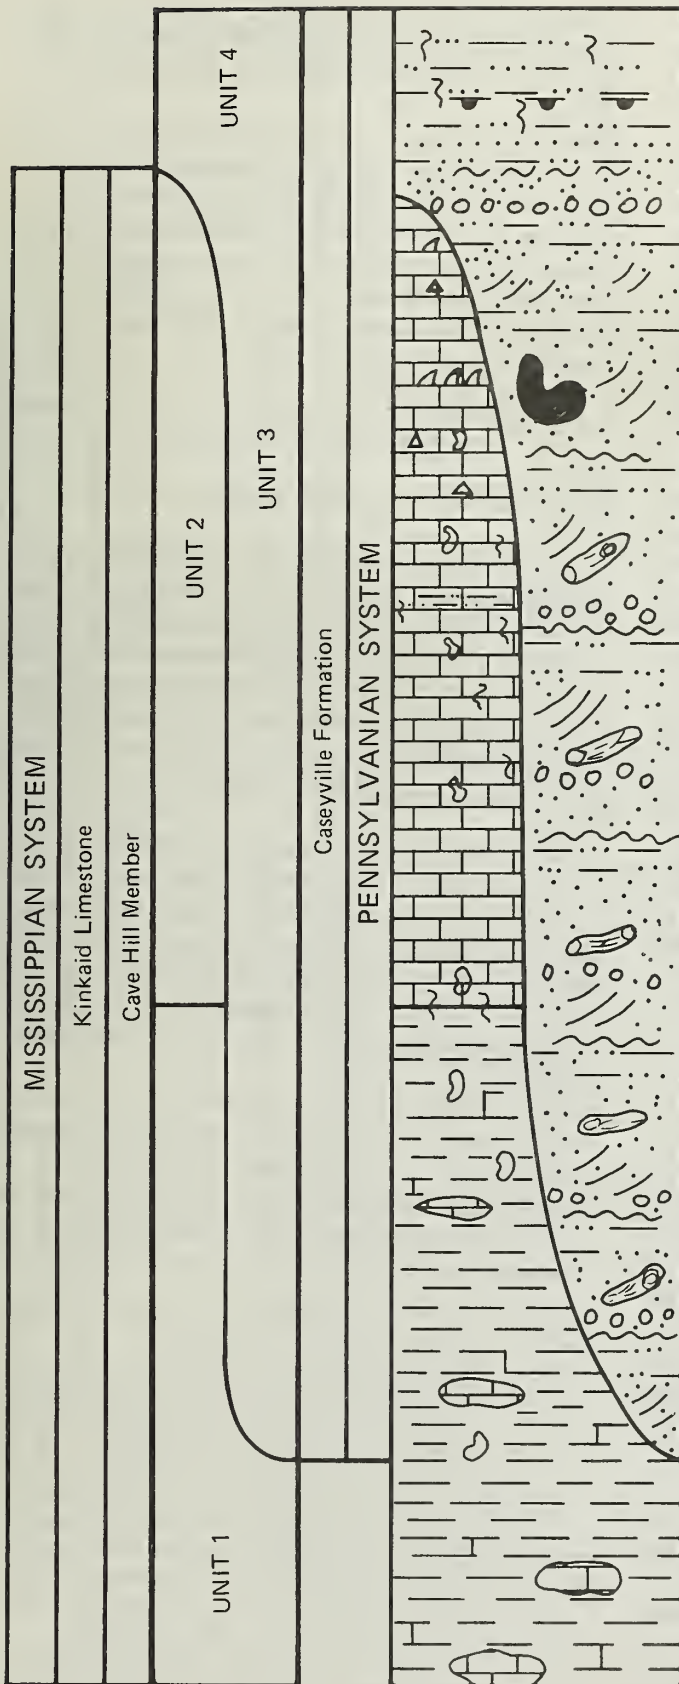 MISSISSIPPIAN SYSTEM
Kinkaid Limestone
Cave Hill Member
UNIT 4
UNIT 2
UNIT 1
UNIT 3
Caseyville Formation
PENNSYLVANIAN SYSTEM